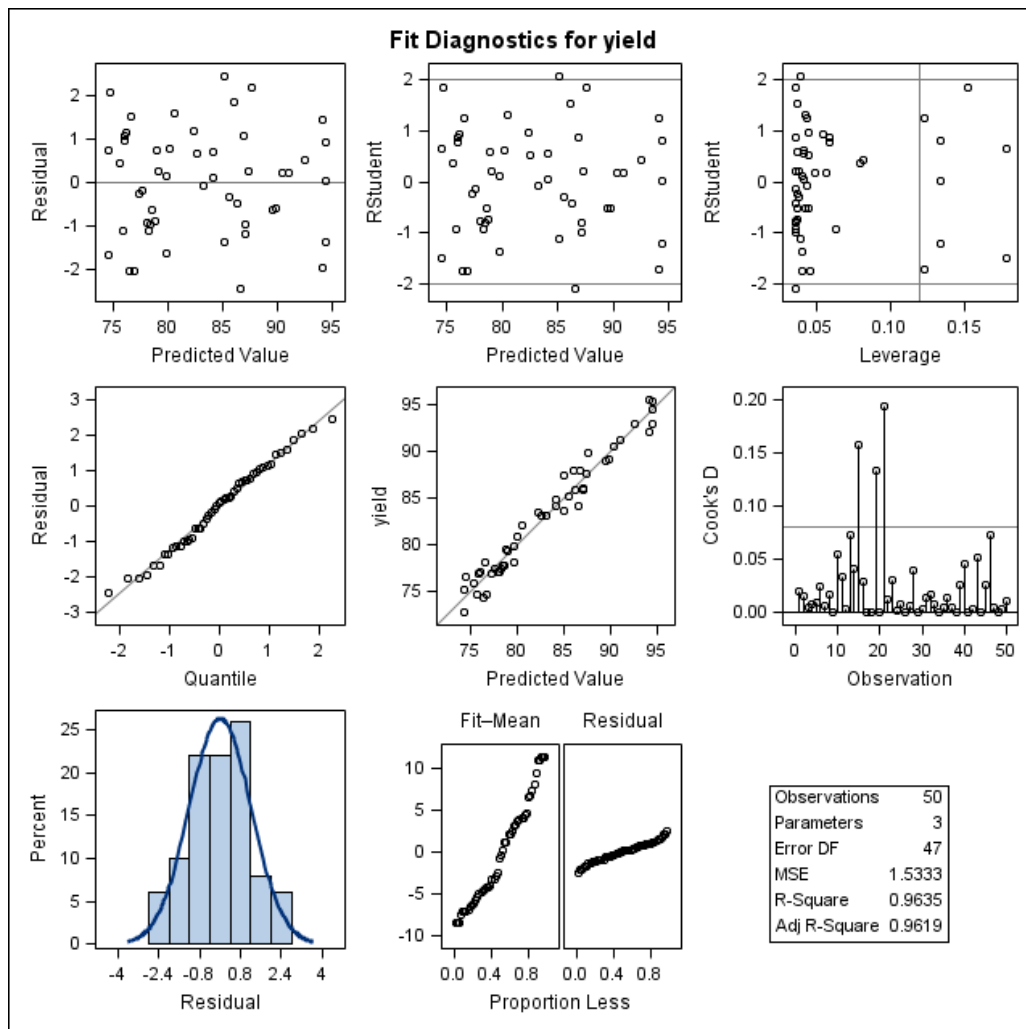 Fit Diagnostics for yield
Residual
2
1
0
-1
-2
75 80 85 90 95
Predicted Value
RStudent
2
1
0
-1
-2
75 80 85 90 95
Predicted Value
RStudent
2
1
0
-1
-2
0.05 0.10 0.15
Leverage
Residual
3
2
1
0
-1
-2
-3
-2 -1 0 1 2
Quantile
yield
95
90
85
80
75
75 80 85 90 95
Predicted Value
Cook's D
0.20
0.15
0.10
0.05
0.00
0 10 20 30 40 50
Observation
Percent
25
20
15
10
5
0
-4 -2.4 -0.8 0.8 2.4 4
Residual
Fit–Mean Residual
10
5
0
-5
-10
0.0 0.4 0.8 0.0 0.4 0.8
Proportion Less
Observations 50
Parameters 3
Error DF 47
MSE 1.5333
R-Square 0.9635
Adj R-Square 0.9619